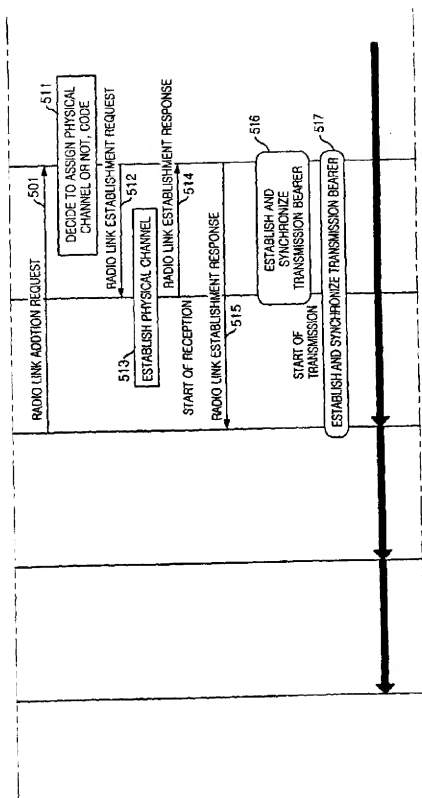 RADIO LINK ADDTION REQUEST
501
511
DECIDE TO ASSIGN PHYSICAL
CHANNEL OR NOT, CODE
RADIO LINK ESTABLISHMENT REQUEST
512
513
ESTABLISH PHYSICAL CHANNEL
RADIO LINK ESTABLISHMENT RESPONSE
514
START OF RECEPTION
RADIO LINK ESTABLISHMENT RESPONSE
515
516
ESTABLISH AND
SYNCHRONIZE
TRANSMISSION BEARER
START OF
TRANSMISSION
517
ESTABLISH AND SYNCHRONIZE TRANSMISSION BEARER